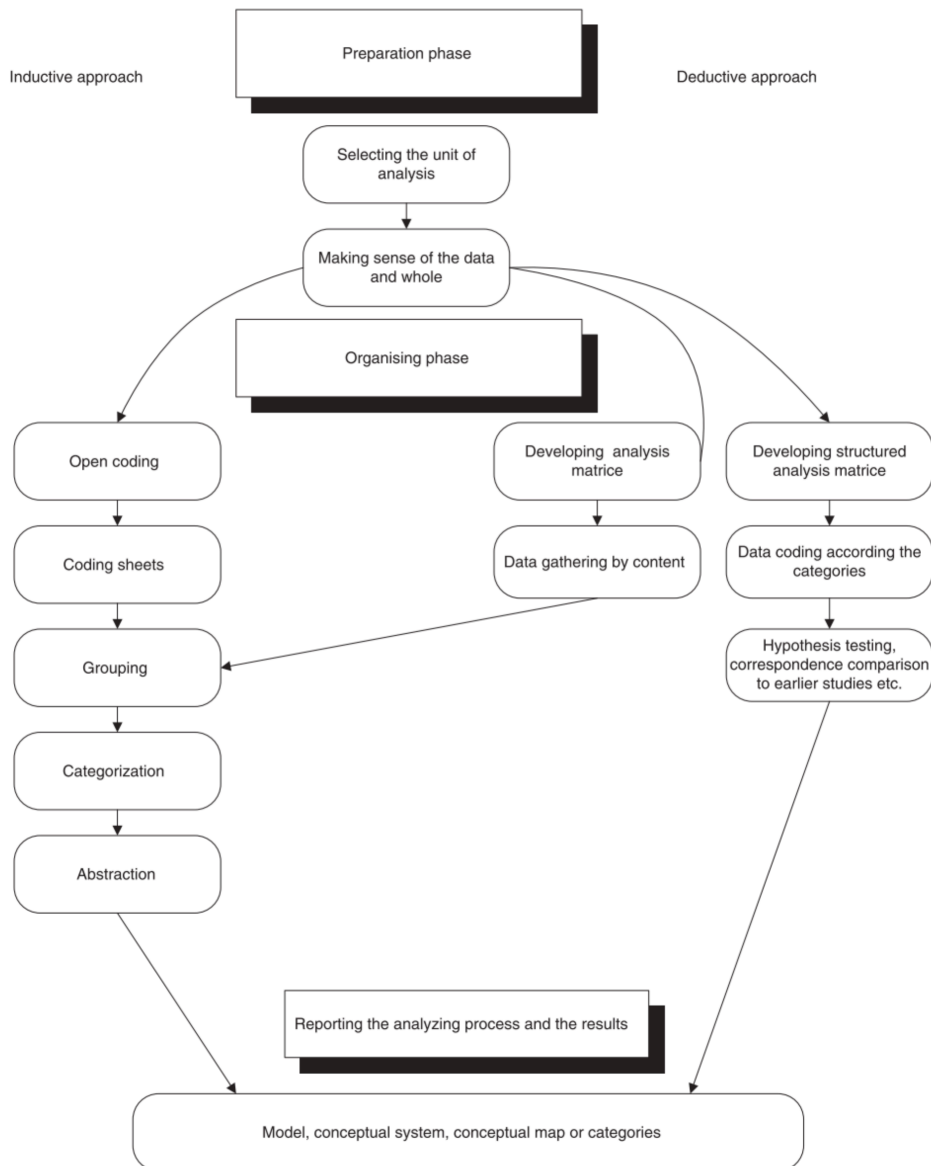 Preparation phase
Inductive approach
Deductive approach
Selecting the unit of
analysis
Making sense of the data
and whole
Organising phase
Open coding
Developing analysis
matrice
Developing structured
analysis matrice
Coding sheets
Data gathering by content
Data coding according the
categories
Grouping
Hypothesis testing,
correspondence comparison
to earlier studies etc.
Categorization
Abstraction
Reporting the analyzing process and the results
Model, conceptual system, conceptual map or categories